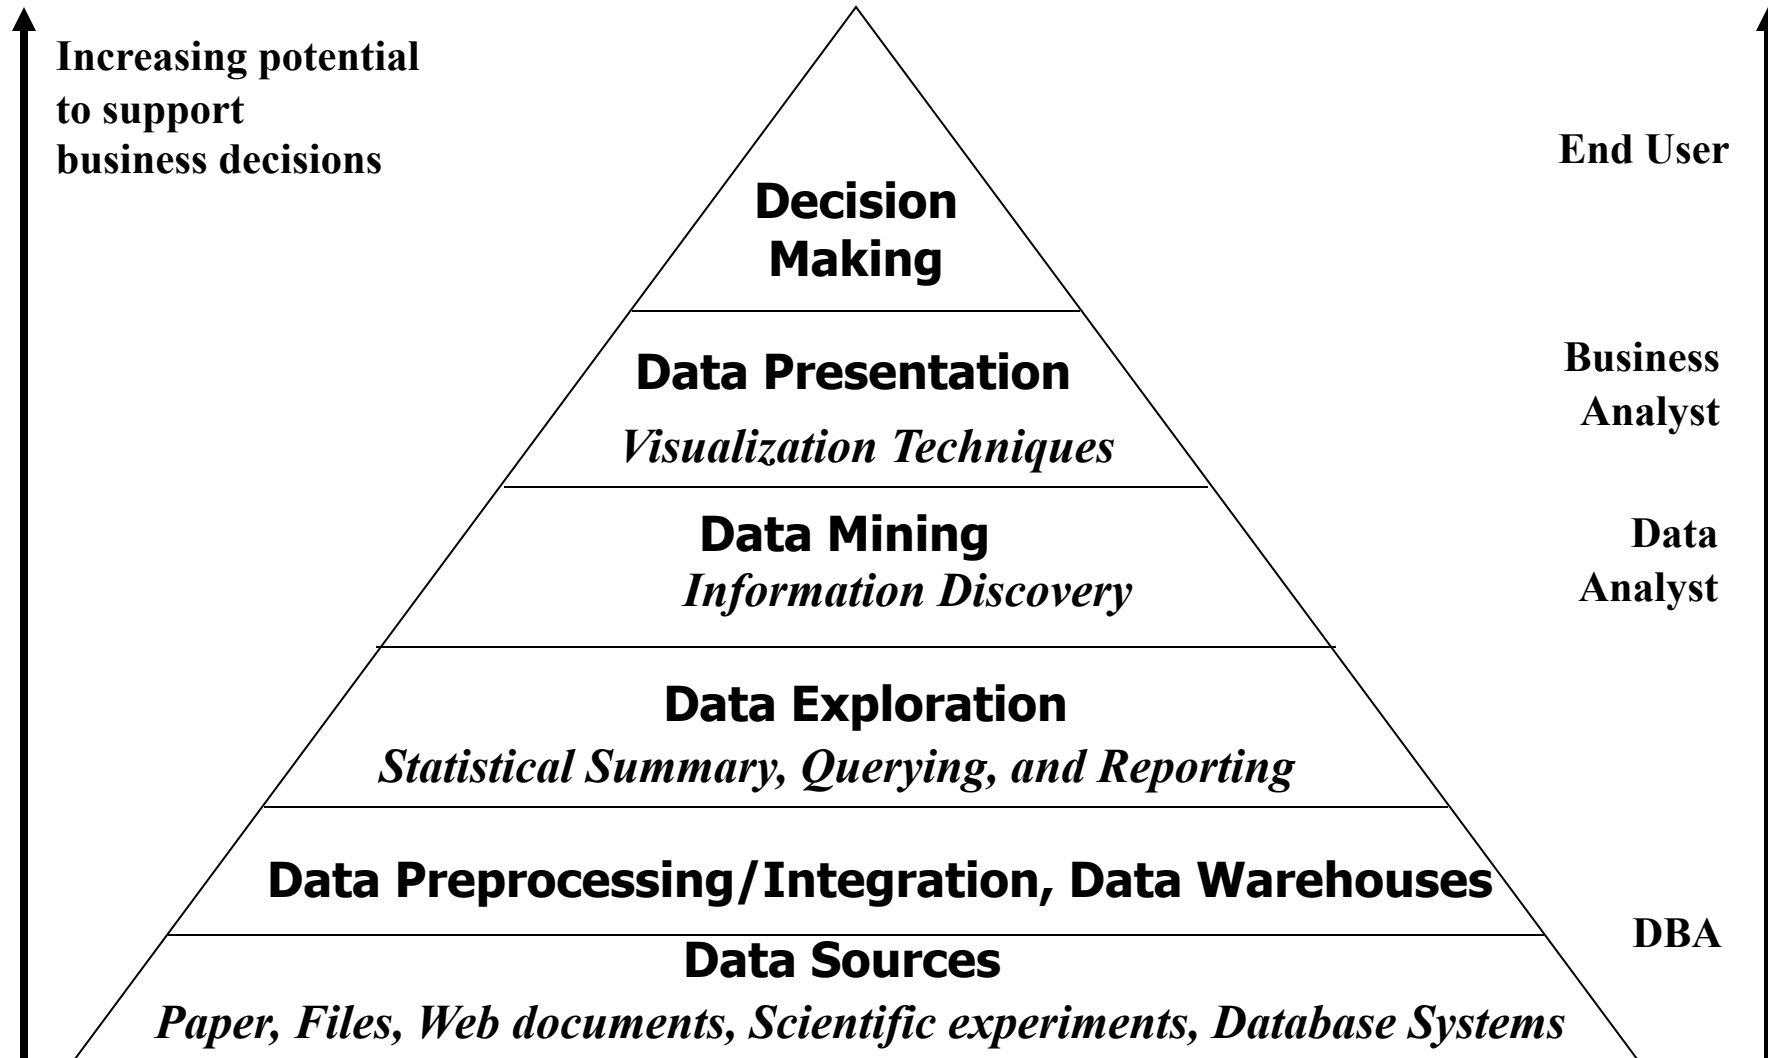 Increasing potential
to support
business decisions
End User
Decision
Making
Data Presentation
Visualization Techniques
Business
Analyst
Data Mining
Information Discovery
Data
Analyst
Data Exploration
Statistical Summary, Querying, and Reporting
Data Preprocessing/Integration, Data Warehouses
DBA
Data Sources
Paper, Files, Web documents, Scientific experiments, Database Systems